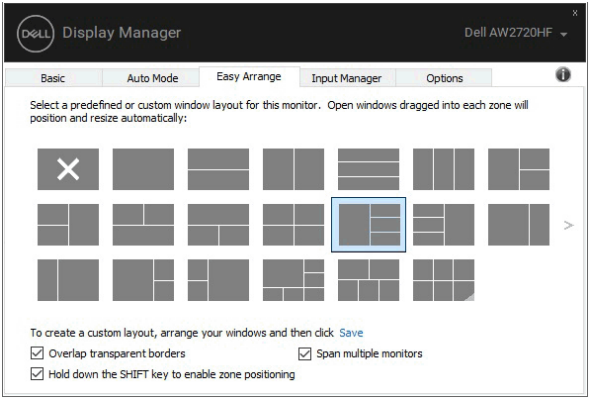 x
DELL Display Manager Dell AW2720HF
Basic Auto Mode Easy Arrange Input Manager Options i
Select a predefined or custom window layout for this monitor. Open windows dragged into each zone will
position and resize automatically:
>
To create a custom layout, arrange your windows and then click Save
Overlap transparent borders Span multiple monitors
Hold down the SHIFT key to enable zone positioning